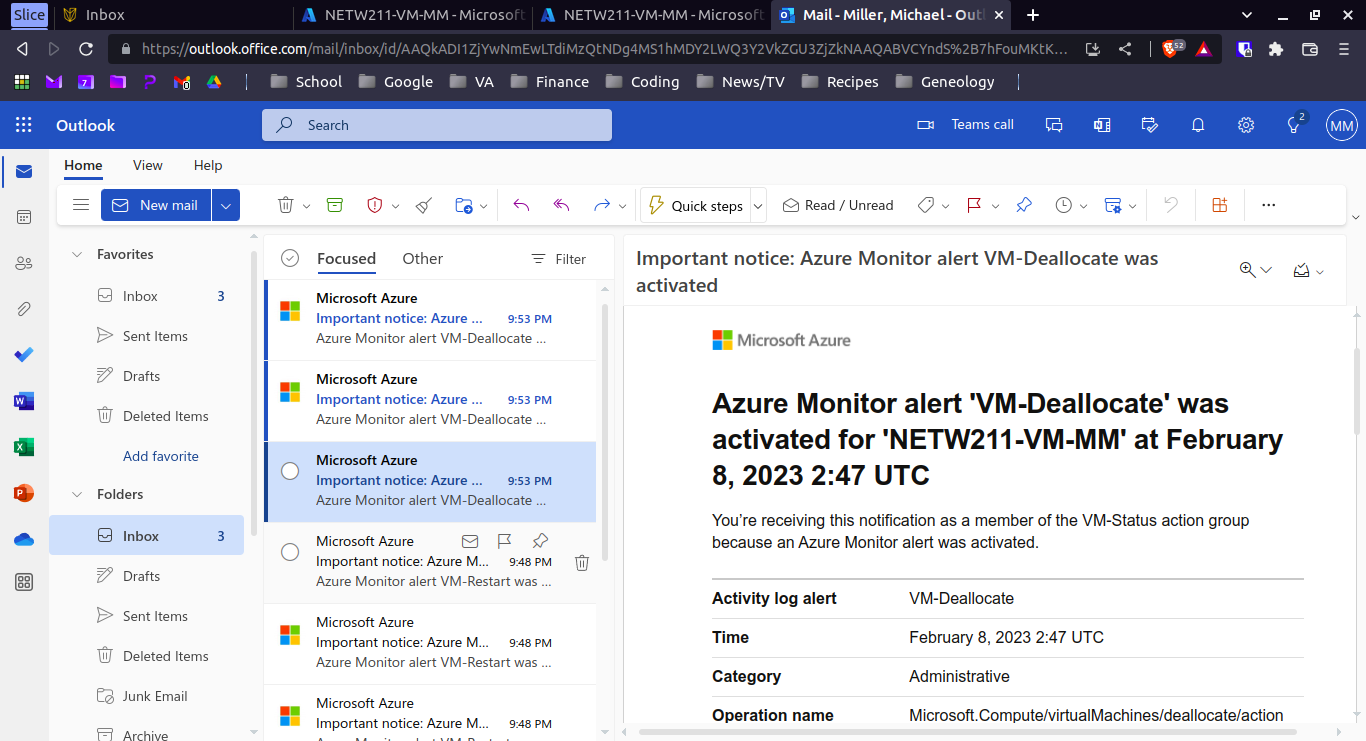 Slice
Inbox
NETW211-VM-MM - Microsoft
NETW211-VM-MM - Microsoft
Mail - Miller, Michael - Outl
https://outlook.office.com/mail/inbox/id/
52
7
School
Google
VA
Finance
Coding
News/TV
Recipes
Geneology
Outlook
Search
Teams call
2
MM
Home
View
Help
New mail
Quick steps
Read / Unread
Favorites
Inbox 3
Sent Items
Drafts
Deleted Items
Add favorite
Folders
Inbox 3
Drafts
Sent Items
Deleted Items
Junk Email
Archive
Focused
Other
Filter
Microsoft Azure
Important notice: Azure ... 9:53 PM
Azure Monitor alert VM-Deallocate ...
Microsoft Azure
Important notice: Azure ... 9:53 PM
Azure Monitor alert VM-Deallocate ...
Microsoft Azure
Important notice: Azure ... 9:53 PM
Azure Monitor alert VM-Deallocate ...
Microsoft Azure
Important notice: Azure M... 9:48 PM
Azure Monitor alert VM-Restart was ...
Microsoft Azure
Important notice: Azure M... 9:48 PM
Azure Monitor alert VM-Restart was ...
Microsoft Azure
Important notice: Azure M... 9:48 PM
Important notice: Azure Monitor alert VM-Deallocate was
activated
Microsoft Azure
Azure Monitor alert 'VM-Deallocate' was
activated for 'NETW211-VM-MM' at February
8, 2023 2:47 UTC
You're receiving this notification as a member of the VM-Status action group
because an Azure Monitor alert was activated.
Activity log alert VM-Deallocate
Time February 8, 2023 2:47 UTC
Category Administrative
Operation name Microsoft.Compute/virtualMachines/deallocate/action